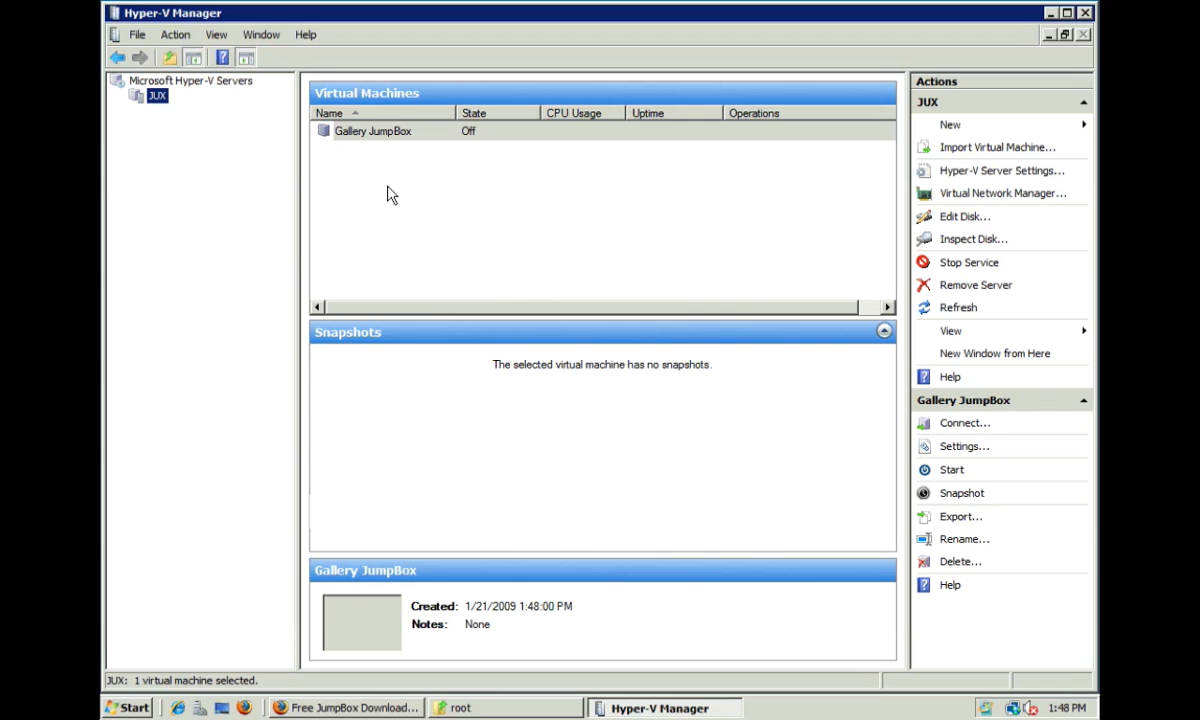 Hyper-V Manager
File Action View Window Help
Microsoft Hyper-V Servers
JUX
Virtual Machines
Name State CPU Usage Uptime Operations
Gallery JumpBox Off
Snapshots
The selected virtual machine has no snapshots.
Gallery JumpBox
Created: 1/21/2009 1:48:00 PM
Notes: None
Actions
JUX
New
Import Virtual Machine...
Hyper-V Server Settings...
Virtual Network Manager...
Edit Disk...
Inspect Disk...
Stop Service
Remove Server
Refresh
View
New Window from Here
Help
Gallery JumpBox
Connect...
Settings...
Start
Snapshot
Export...
Rename...
Delete...
Help
JUX: 1 virtual machine selected.
Start Free JumpBox Download... root Hyper-V Manager 1:48 PM